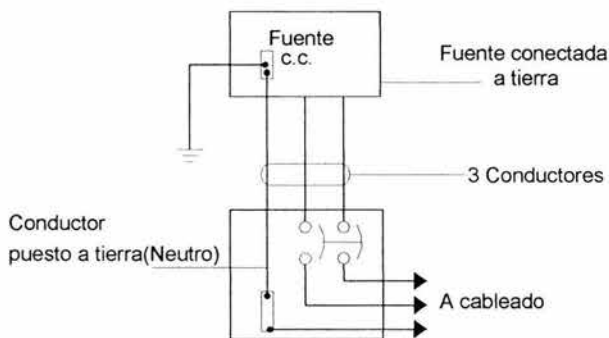 Fuente
c.c.
Fuente conectada
a tierra
3 Conductores
Conductor
puesto a tierra(Neutro)
A cableado